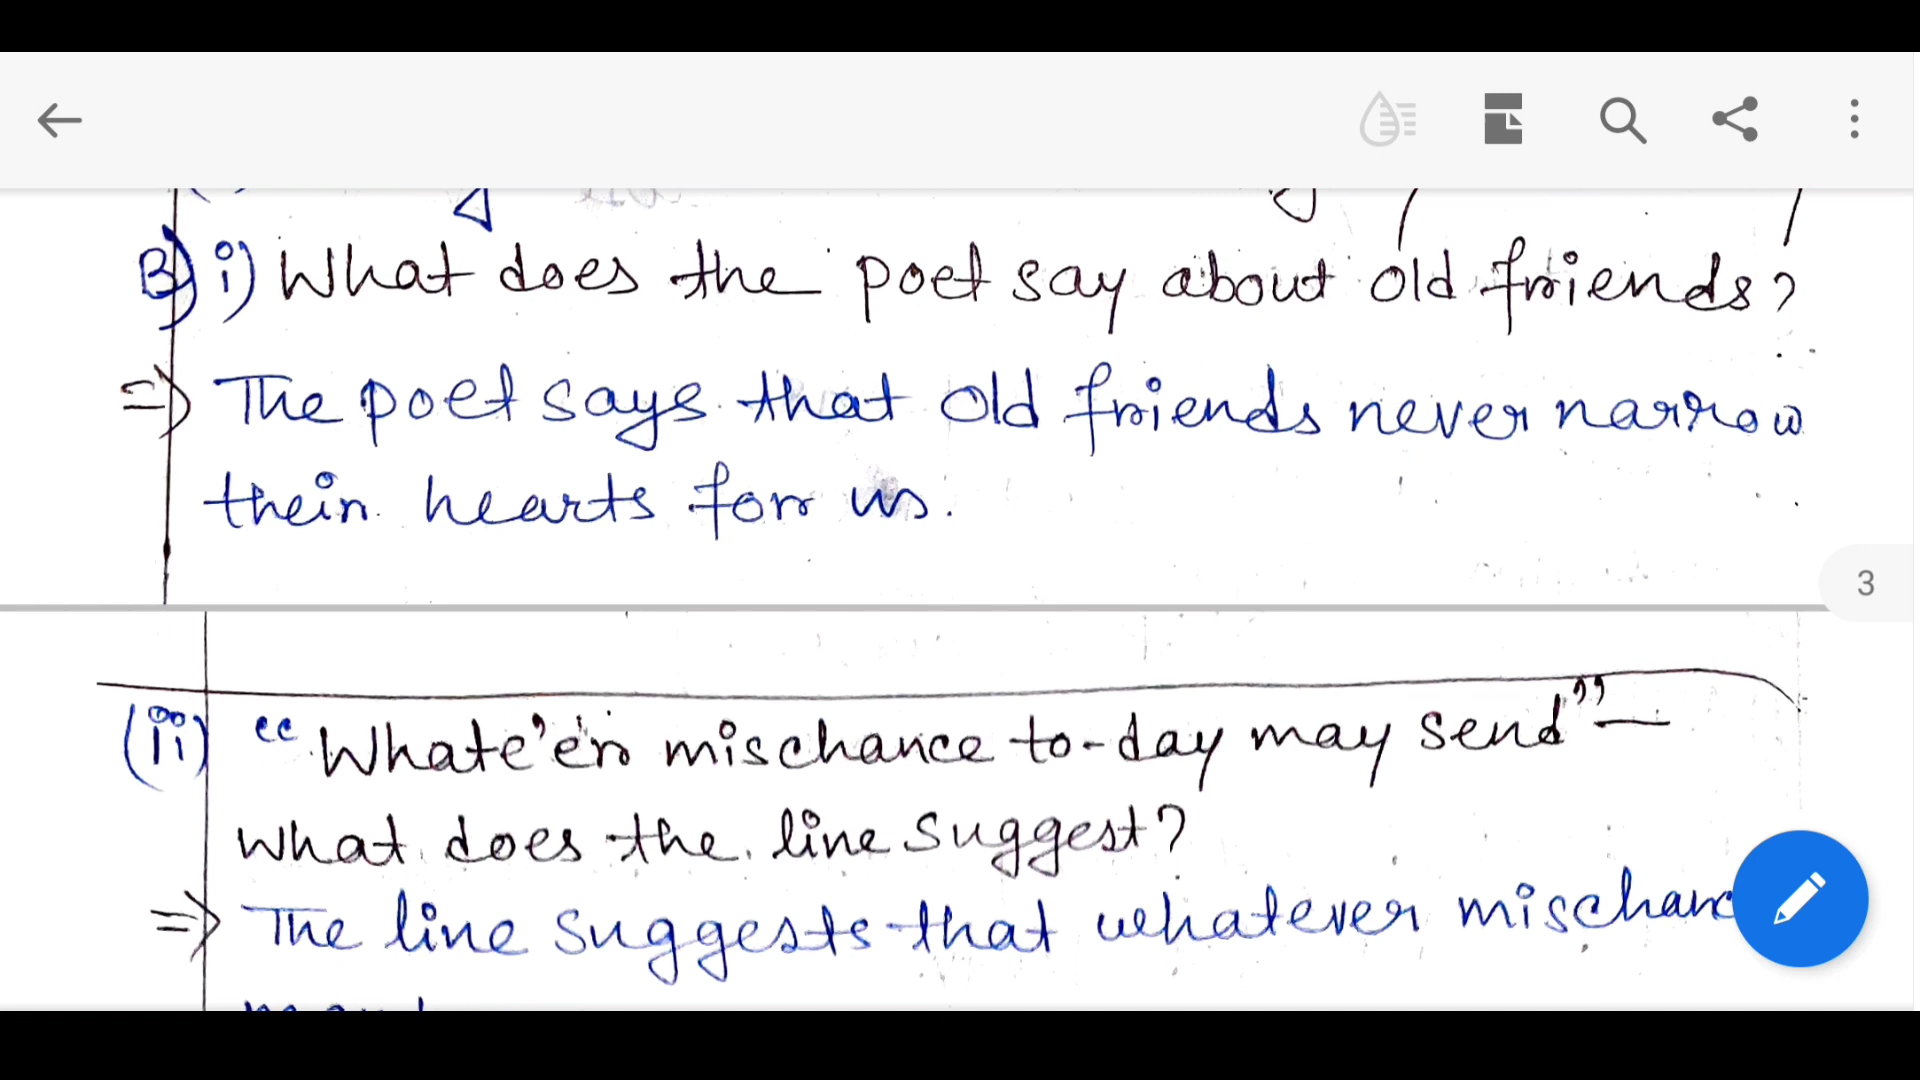 B) i) What does the poet say about old friends?
=> The poet says that old friends never narrow
their hearts for us.
3
(ii) "Whate'er mischance to-day may send" —
what does the line suggest?
=> The line suggests that whatever mischanc